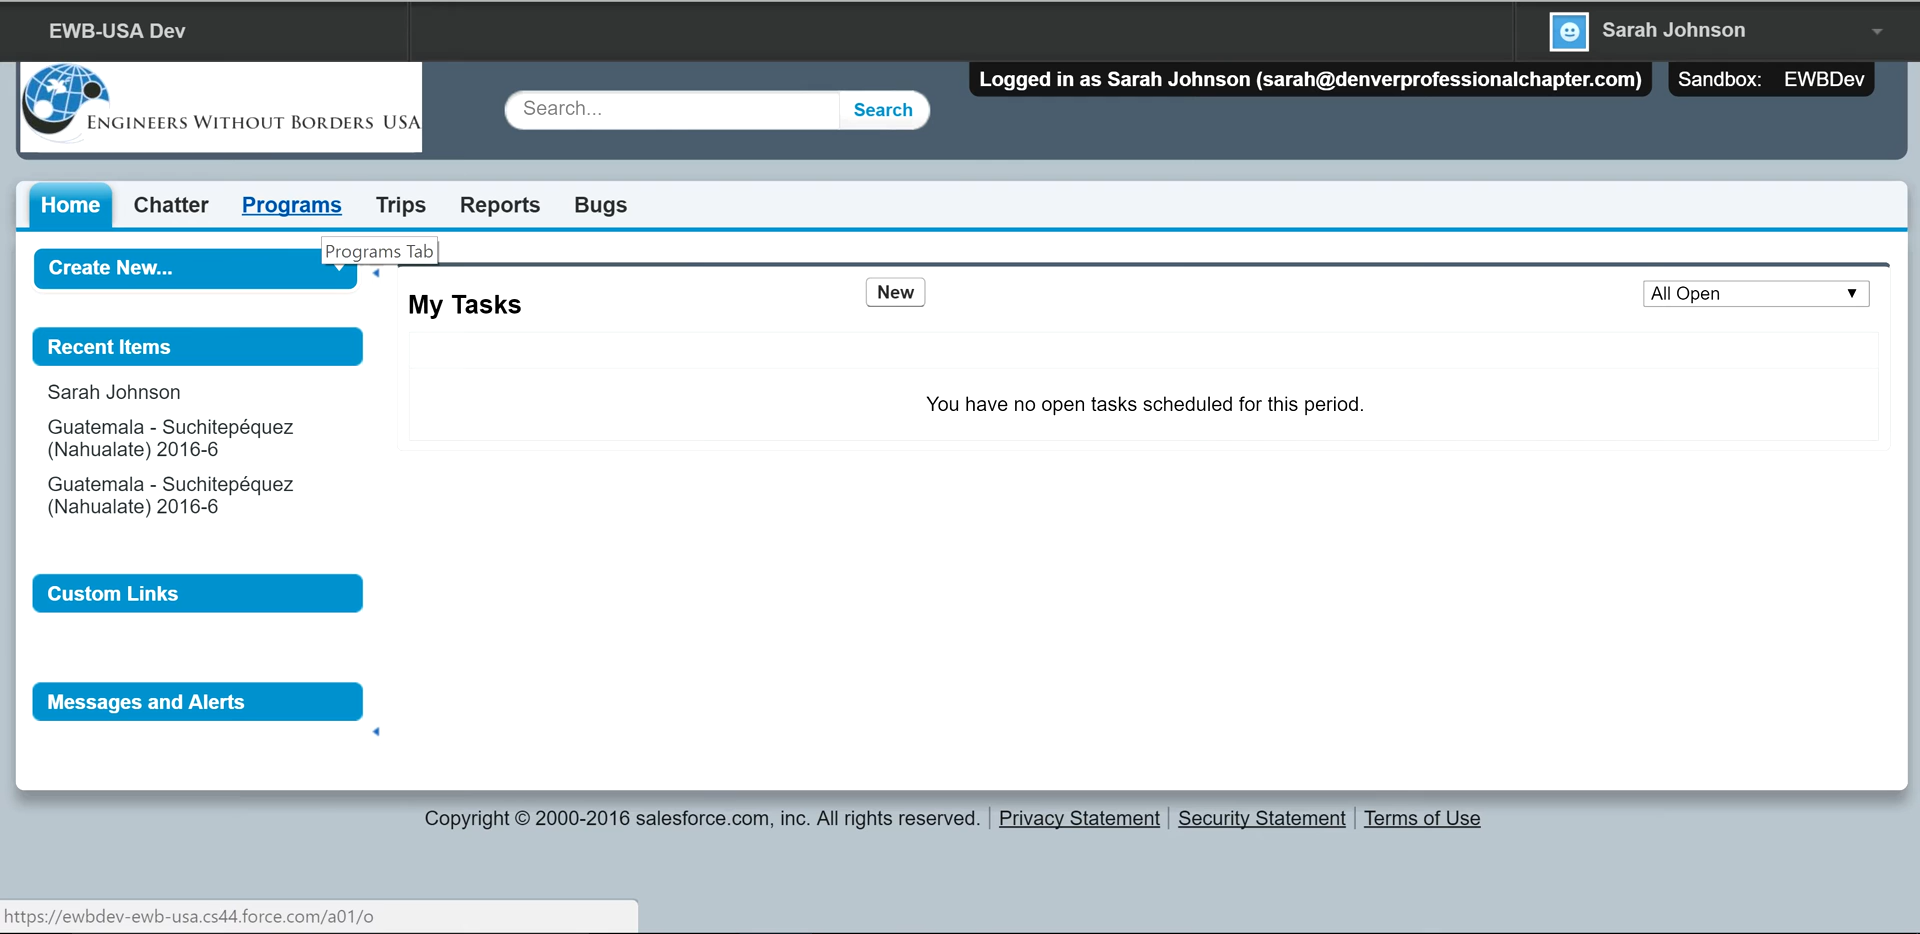 EWB-USA Dev
Sarah Johnson
ENGINEERS WITHOUT BORDERS USA
Search...
Search
Logged in as Sarah Johnson (sarah@denverprofessionalchapter.com)
Sandbox: EWBDev
Home Chatter Programs Trips Reports Bugs
Programs Tab
Create New...
My Tasks
New
All Open
Recent Items
Sarah Johnson
Guatemala - Suchitepéquez
(Nahualate) 2016-6
Guatemala - Suchitepéquez
(Nahualate) 2016-6
You have no open tasks scheduled for this period.
Custom Links
Messages and Alerts
Copyright © 2000-2016 salesforce.com, inc. All rights reserved. | Privacy Statement | Security Statement | Terms of Use
https://ewbdev-ewb-usa.cs44.force.com/a01/o